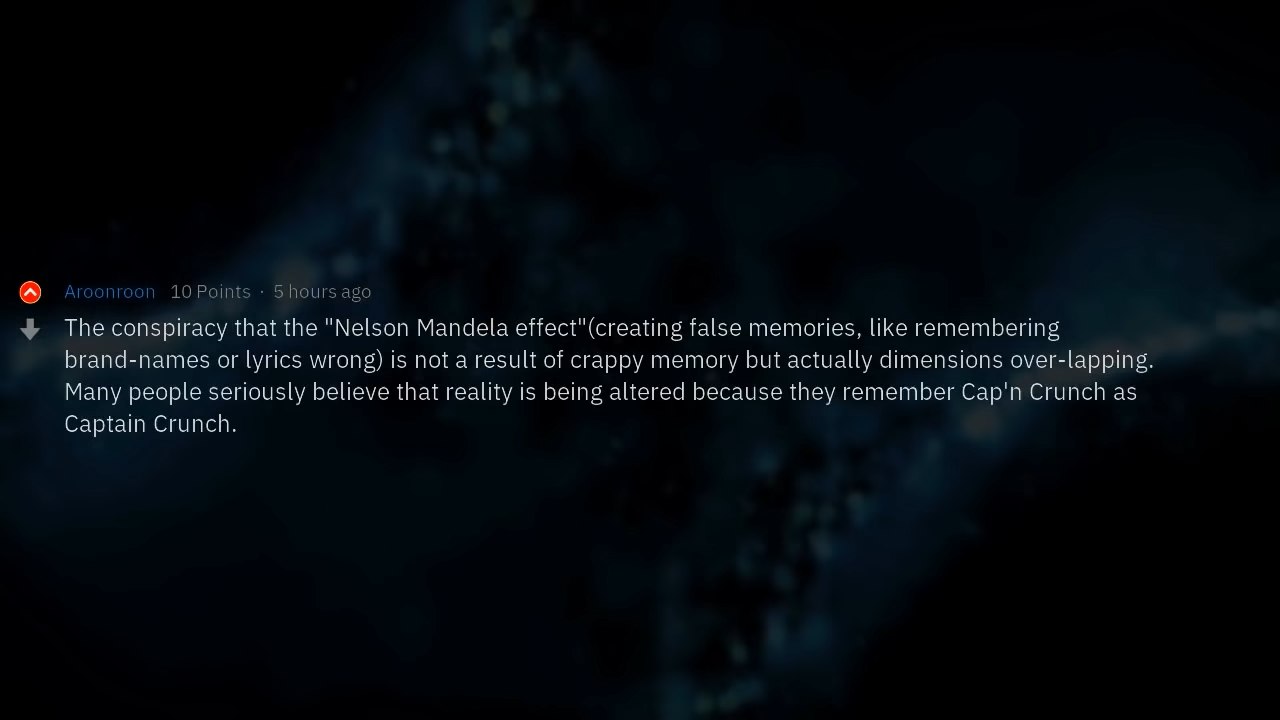 Aroonroon 10 Points · 5 hours ago
The conspiracy that the "Nelson Mandela effect"(creating false memories, like remembering
brand-names or lyrics wrong) is not a result of crappy memory but actually dimensions over-lapping.
Many people seriously believe that reality is being altered because they remember Cap'n Crunch as
Captain Crunch.